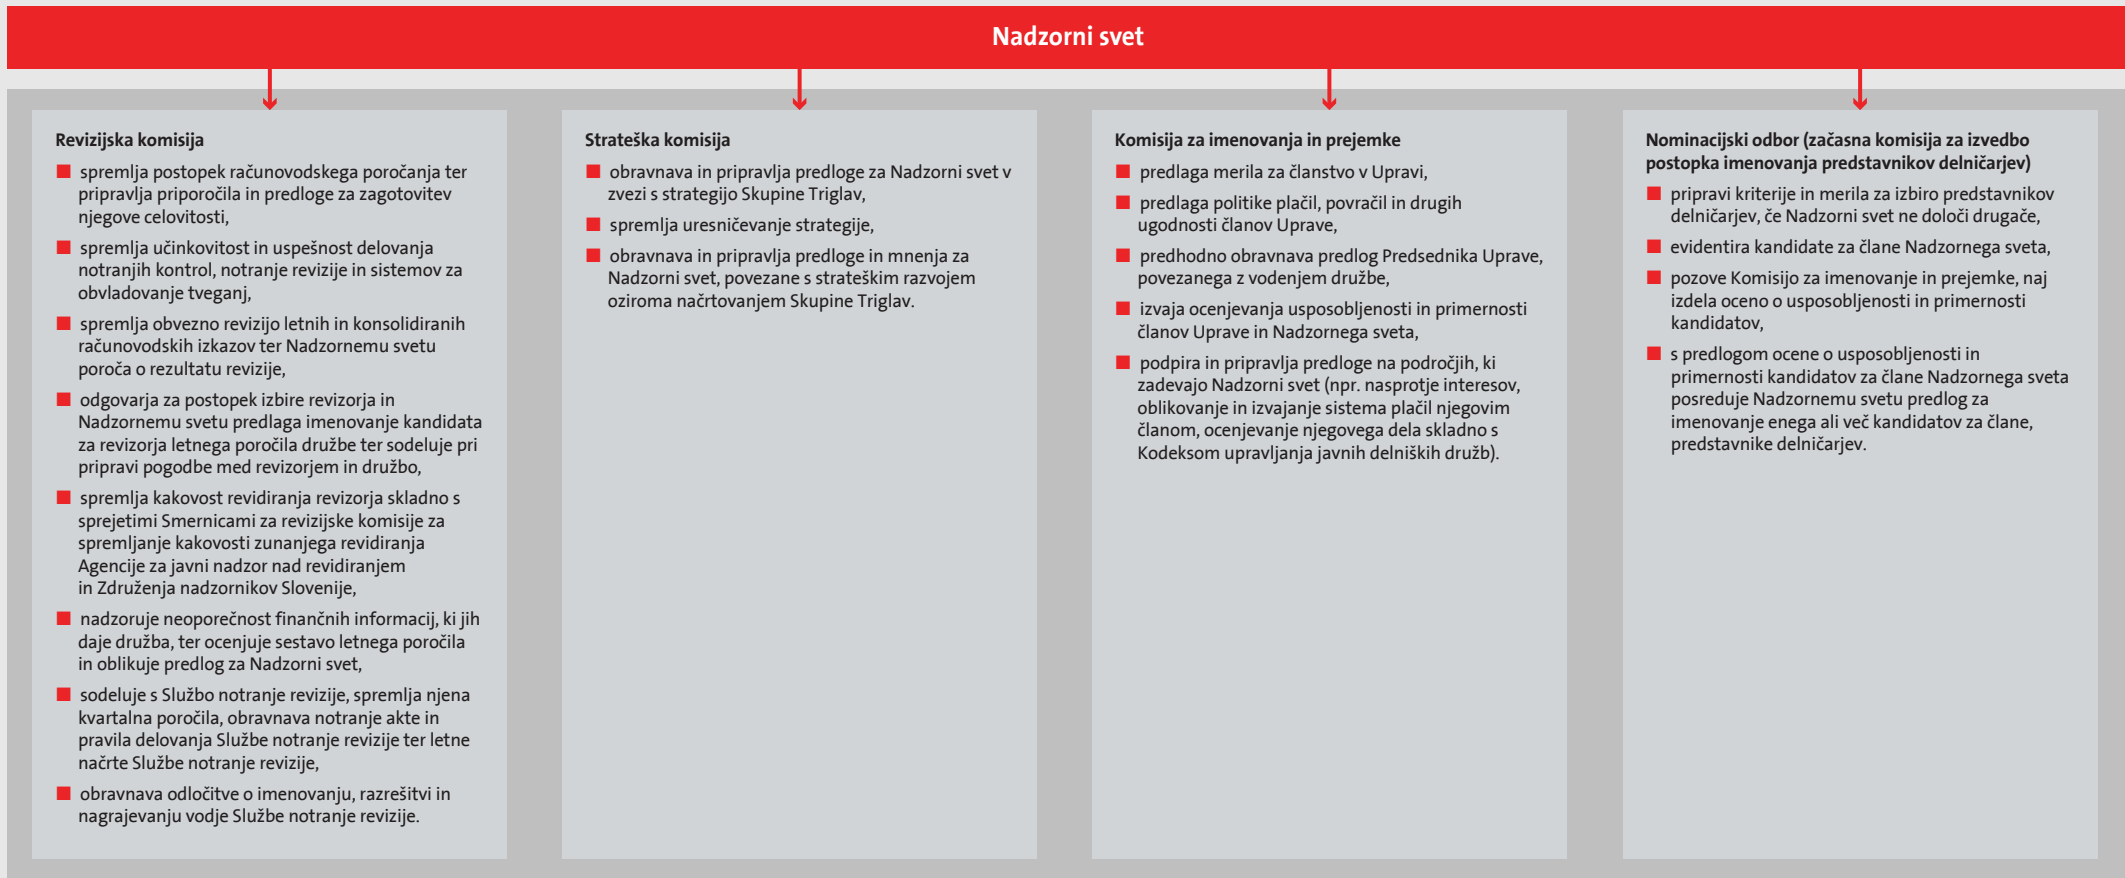 Nadzorni svet
Revizijska komisija
spremlja postopek računovodskega poročanja ter
pripravlja priporočila in predloge za zagotovitev
njegove celovitosti,
spremlja učinkovitost in uspešnost delovanja
notranjih kontrol, notranje revizije in sistemov za
obvladovanje tveganj,
spremlja obvezno revizijo letnih in konsolidiranih
računovodskih izkazov ter Nadzornemu svetu
poroča o rezultatu revizije,
odgovarja za postopek izbire revizorja in
Nadzornemu svetu predlaga imenovanje kandidata
za revizorja letnega poročila družbe ter sodeluje pri
pripravi pogodbe med revizorjem in družbo,
spremlja kakovost revidiranja revizorja skladno s
sprejetimi Smernicami za revizijske komisije za
spremljanje kakovosti zunanjega revidiranja
Agencije za javni nadzor nad revidiranjem
in Združenja nadzornikov Slovenije,
nadzoruje neoporečnost finančnih informacij, ki jih
daje družba, ter ocenjuje sestavo letnega poročila
in oblikuje predlog za Nadzorni svet,
sodeluje s Službo notranje revizije, spremlja njena
kvartalna poročila, obravnava notranje akte in
pravila delovanja Službe notranje revizije ter letne
načrte Službe notranje revizije,
obravnava odločitve o imenovanju, razrešitvi in
nagrajevanju vodje Službe notranje revizije.
Strateška komisija
obravnava in pripravlja predloge za Nadzorni svet v
zvezi s strategijo Skupine Triglav,
spremlja uresničevanje strategije,
obravnava in pripravlja predloge in mnenja za
Nadzorni svet, povezane s strateškim razvojem
oziroma načrtovanjem Skupine Triglav.
Komisija za imenovanja in prejemke
predlaga merila za članstvo v Upravi,
predlaga politike plačil, povračil in drugih
ugodnosti članov Uprave,
predhodno obravnava predlog Predsednika Uprave,
povezanega z vodenjem družbe,
izvaja ocenjevanja usposobljenosti in primernosti
članov Uprave in Nadzornega sveta,
podpira in pripravlja predloge na področjih, ki
zadevajo Nadzorni svet (npr. nasprotje interesov,
oblikovanje in izvajanje sistema plačil njegovim
članom, ocenjevanje njegovega dela skladno s
Kodeksom upravljanja javnih delniških družb).
Nominacijski odbor (začasna komisija za izvedbo
postopka imenovanja predstavnikov delničarjev)
pripravi kriterije in merila za izbiro predstavnikov
delničarjev, če Nadzorni svet ne določi drugače,
evidentira kandidate za člane Nadzornega sveta,
pozove Komisijo za imenovanje in prejemke, naj
izdela oceno o usposobljenosti in primernosti
kandidatov,
s predlogom ocene o usposobljenosti in
primernosti kandidatov za člane Nadzornega sveta
posreduje Nadzornemu svetu predlog za
imenovanje enega ali več kandidatov za člane,
predstavnike delničarjev.